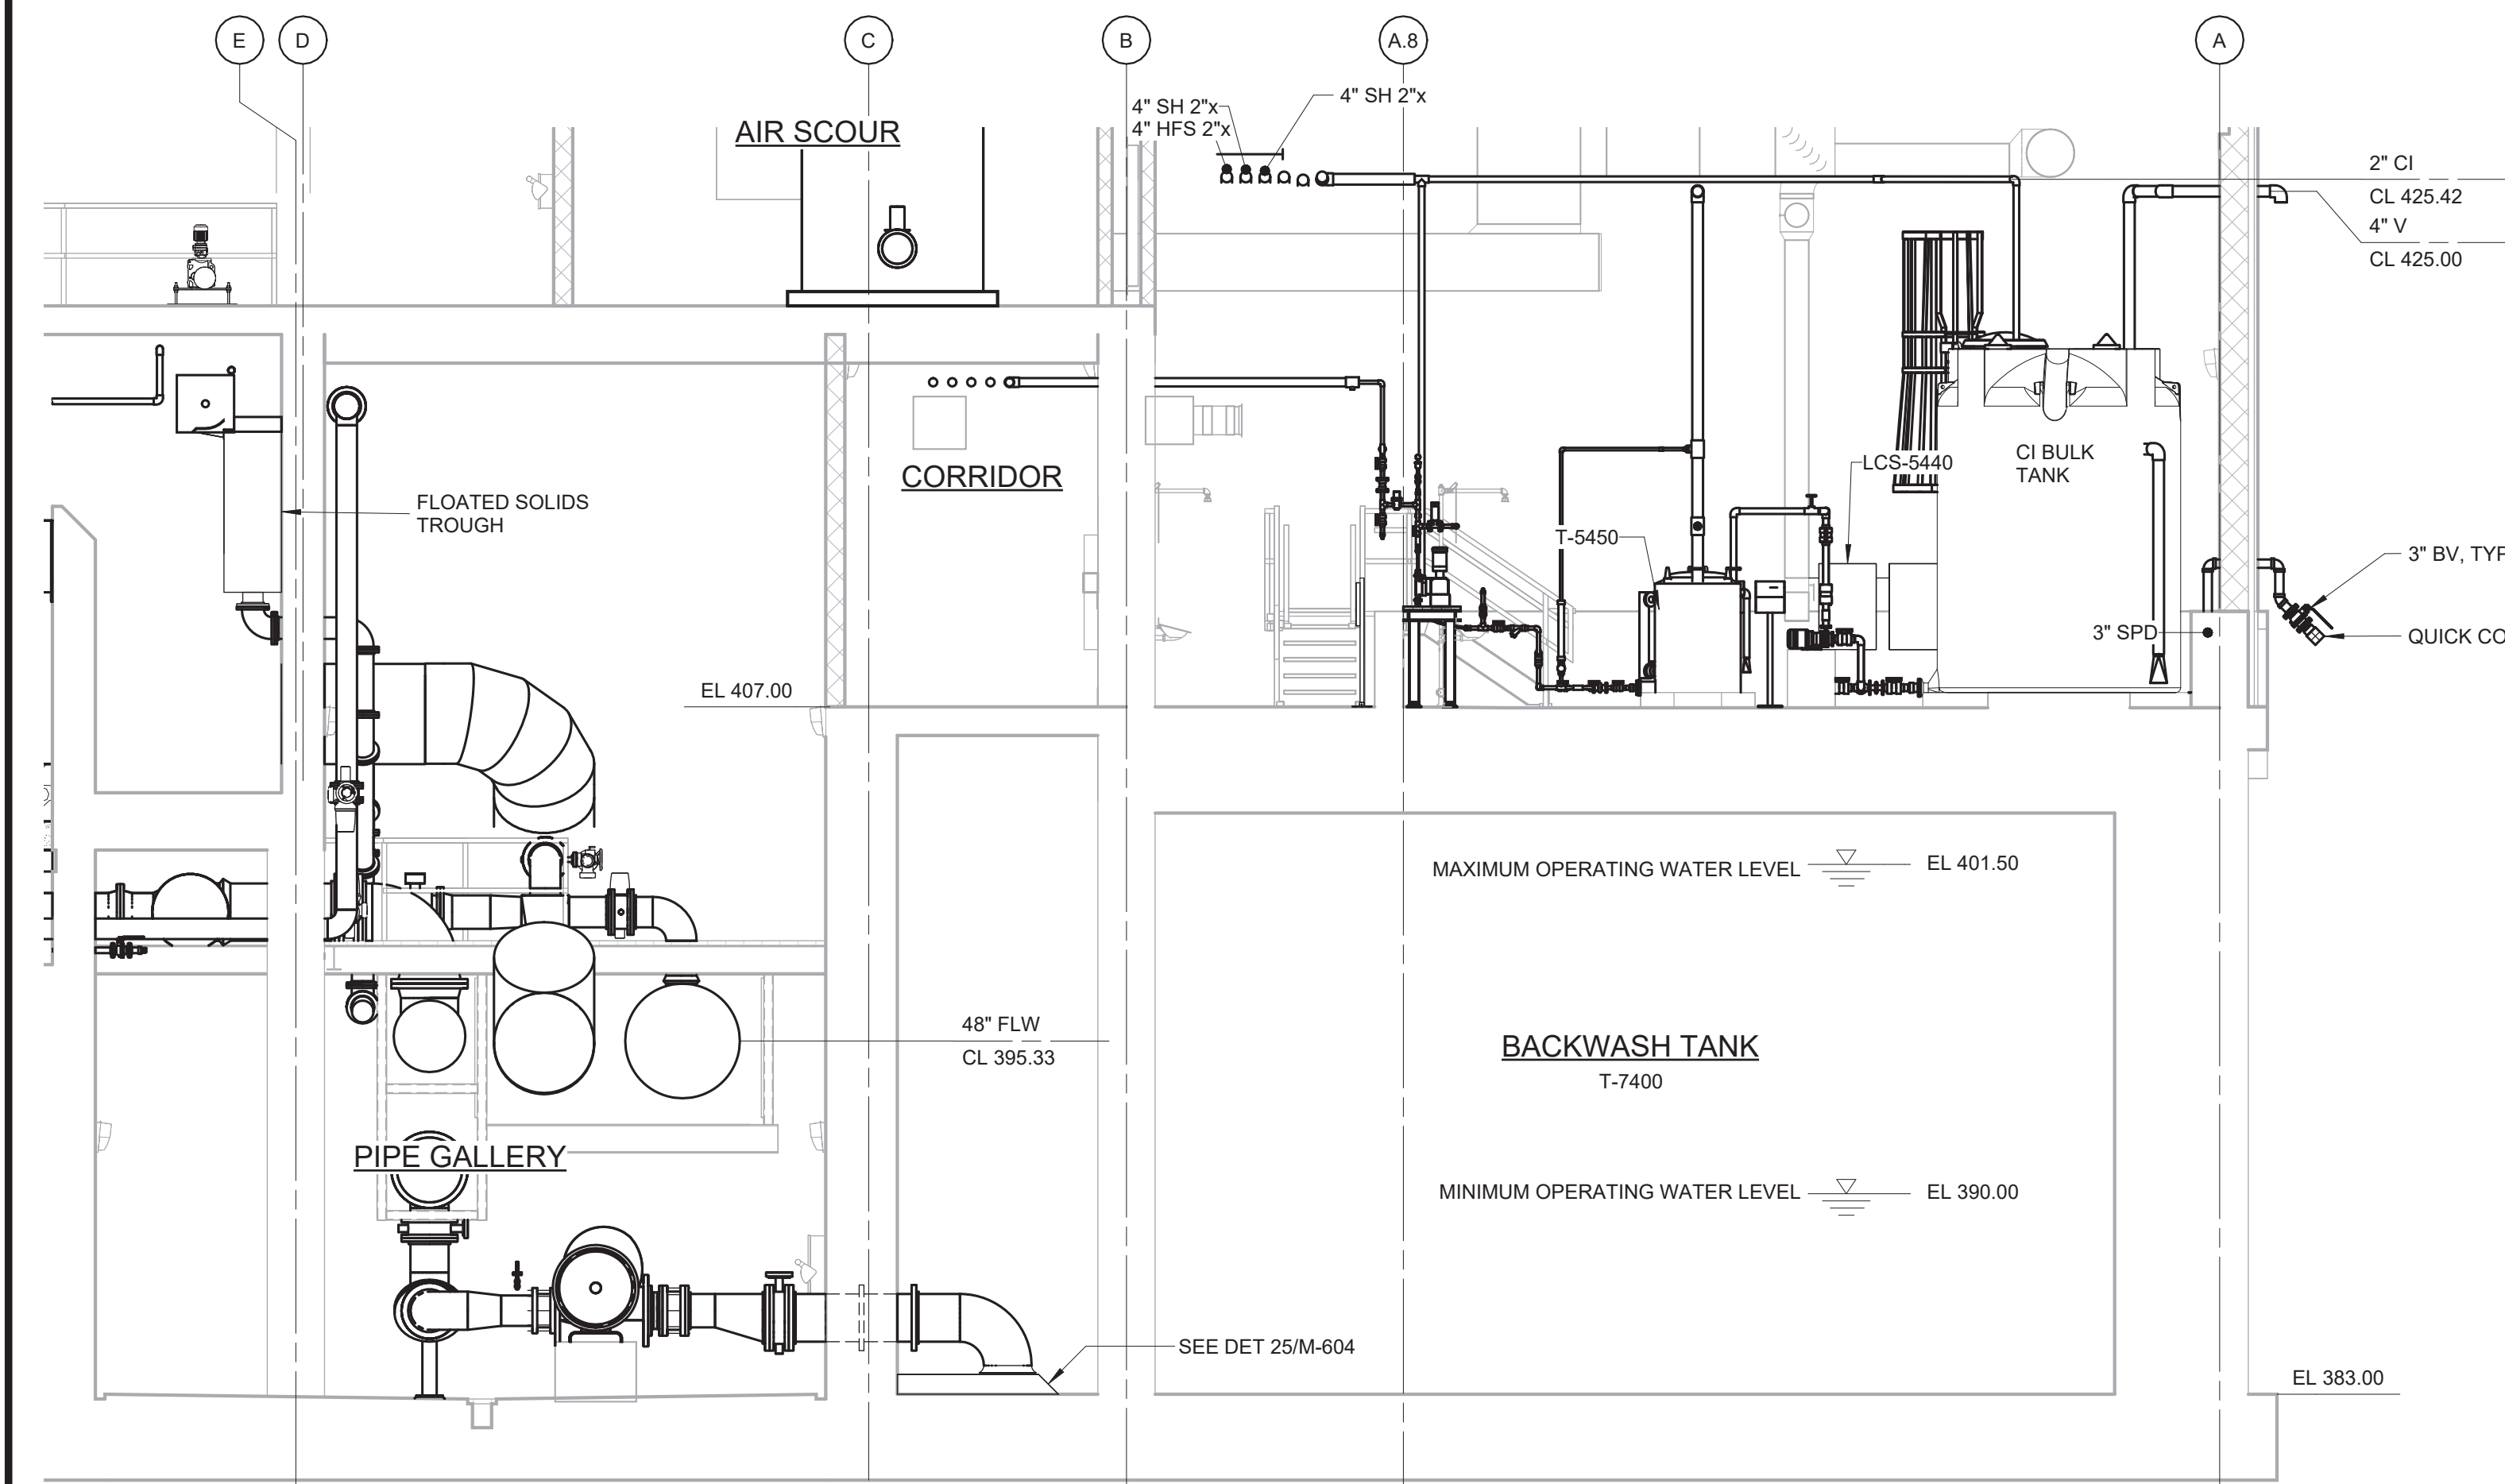 E
D
C
B
A.8
A
AIR SCOUR
4" SH 2"x
4" HFS 2"x
4" SH 2"x
2" CI
CL 425.42
4" V
CL 425.00
FLOATED SOLIDS
TROUGH
CORRIDOR
LCS-5440
CI BULK
TANK
T-5450
3" BV, TYP
3" SPD
QUICK CO
EL 407.00
MAXIMUM OPERATING WATER LEVEL
EL 401.50
48" FLW
CL 395.33
BACKWASH TANK
T-7400
PIPE GALLERY
MINIMUM OPERATING WATER LEVEL
EL 390.00
SEE DET 25/M-604
EL 383.00